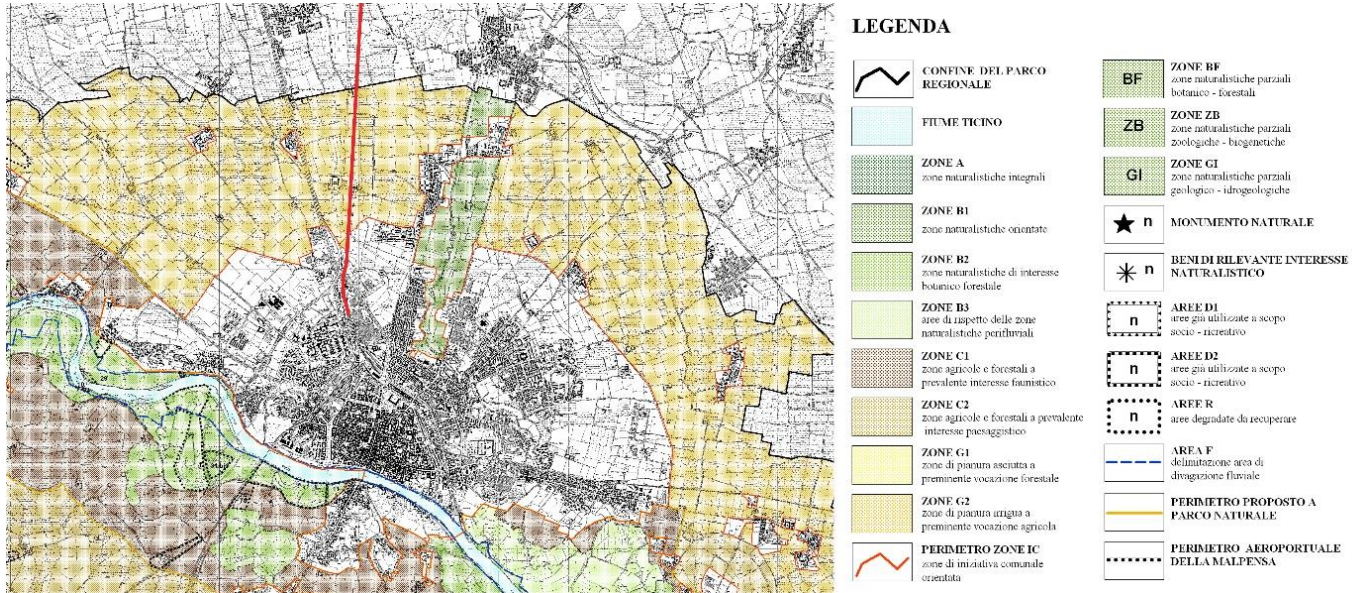 LEGENDA
CONFINE DEL PARCO
REGIONALE
FIUME TICINO
ZONE A
zone naturalistiche integrali
ZONE B1
zone naturalistiche orientate
ZONE B2
zone naturalistiche di interesse
botanico forestale
ZONE B3
aree di rispetto delle zone
naturalistiche perifluviali
ZONE C1
zone agricole e forestali a
prevalente interesse faunistico
ZONE C2
zone agricole e forestali a prevalente
interesse paesaggistico
ZONE G1
zone di pianura asciutta a
preminente vocazione forestale
ZONE G2
zone di pianura irrigua a
preminente vocazione agricola
PERIMETRO ZONE IC
zone di iniziativa comunale
orientata
BF
ZONE BF
zone naturalistiche parziali
botanico - forestali
ZB
ZONE ZB
zone naturalistiche parziali
zoologiche - biogenetiche
GI
ZONE GI
zone naturalistiche parziali
geologico - idrogeologiche
n
MONUMENTO NATURALE
n
BENI DI RILEVANTE INTERESSE
NATURALISTICO
n
AREE D1
aree già utilizzate a scopo
socio - ricreativo
n
AREE D2
aree già utilizzate a scopo
socio - ricreativo
n
AREE R
aree degradate da recuperare
AREA F
delimitazione area di
divagazione fluviale
PERIMETRO PROPOSTO A
PARCO NATURALE
PERIMETRO AEROPORTUALE
DELLA MALPENSA